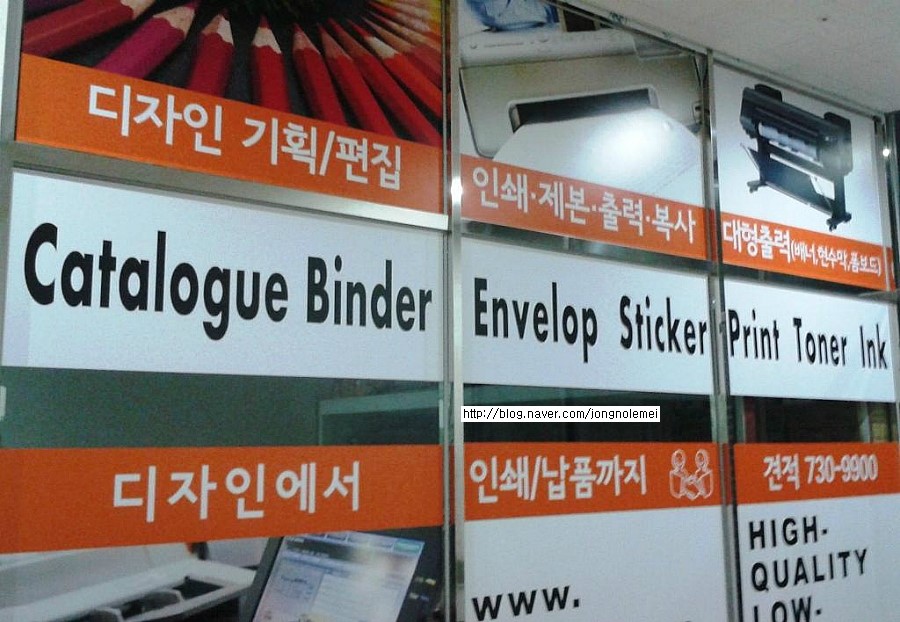 디자인 기획/편집
인쇄·제본·출력·복사
대형출력(배너,현수막,폼보드)
Catalogue Binder
Envelop Sticker
Print Toner Ink
http://blog.naver.com/jongnolemei
디자인에서
인쇄/납품까지
견적 730-9900
www.
HIGH-
QUALITY
LOW-